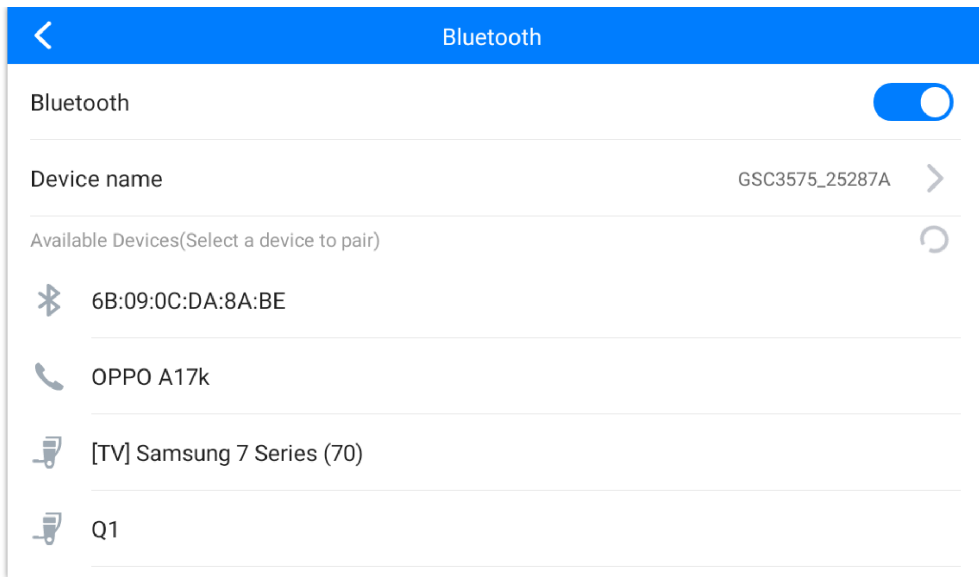 Bluetooth
Bluetooth
Device name GSC3575_25287A
Available Devices(Select a device to pair)
6B:09:0C:DA:8A:BE
OPPO A17k
[TV] Samsung 7 Series (70)
Q1